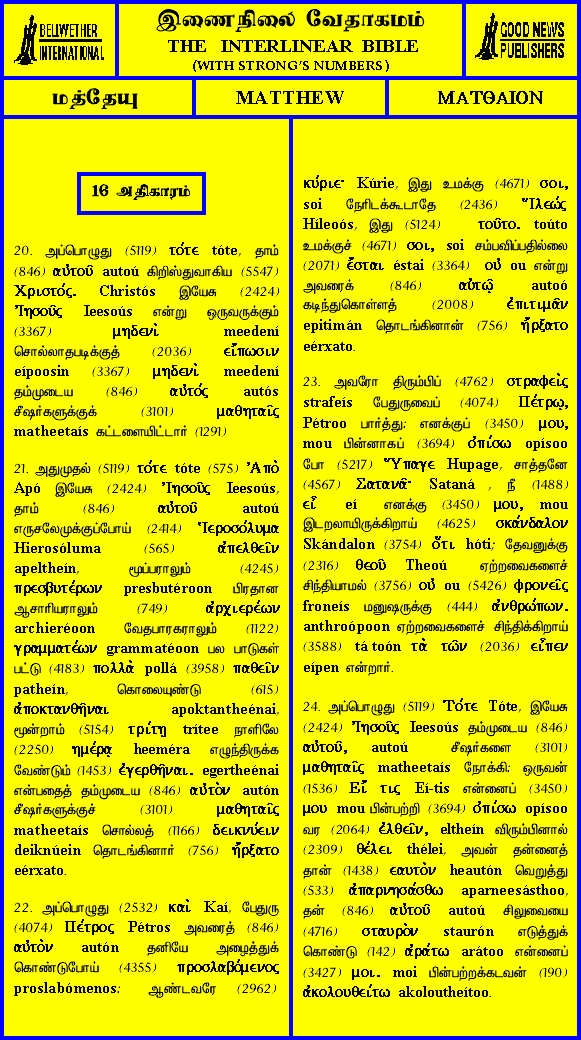 BELLWETHER
INTERNATIONAL
இணைநிலை வேதாகமம்
THE INTERLINEAR BIBLE
(WITH STRONG'S NUMBERS)
GOOD NEWS
PUBLISHERS
மத்தேயு
MATTHEW
ΜΑΤΘΑΙΟΝ
16 அதிகாரம்
20. அப்பொழுது (5119) τότε tóte, தாம்
(846) αὐτοῦ autoú கிறிஸ்துவாகிய (5547)
Χριστός. Christós இயேசு (2424)
Ἰησοῦς Ieesoús என்று ஒருவருக்கும்
(3367) μηδενὶ meedení
சொல்லாதபடிக்குத் (2036) εἴπωσιν
eípoosin (3367) μηδενὶ meedení
தம்முடைய (846) αὐτός autós
சீஷர்களுக்குக் (3101) μαθηταῖς
matheetaís கட்டளையிட்டார் (1291)
21. அதுமுதல் (5119) τότε tóte (575) Ἀπὸ
Apó இயேசு (2424) Ἰησοῦς Ieesoús,
தாம் (846) αὐτοῦ autoú
எருசலேமுக்குப்போய் (2414) Ἱεροσόλυμα
Hierosóluma (565) ἀπελθεῖν
apeltheín, மூப்பராலும் (4245)
πρεσβυτέρων presbutéroon பிரதான
ஆசாரியராலும் (749) ἀρχιερέων
archieréoon வேதபாரகராலும் (1122)
γραμματέων grammatéoon பல பாடுகள்
பட்டு (4183) πολλὰ pollá (3958) παθεῖν
patheín, கொலையுண்டு (615)
ἀποκτανθῆναι apoktantheénai,
மூன்றாம் (5154) τρίτῃ trítee நாளிலே
(2250) ημέρᾳ heeméra எழுந்திருக்க
வேண்டும் (1453) ἐγερθῆναι. egertheénai
என்பதைத் தம்முடைய (846) αὐτὸν autón
சீஷர்களுக்குச் (3101) μαθηταῖς
matheetaís சொல்லத் (1166) δεικνύειν
deiknúein தொடங்கினார் (756) ἤρξατο
eérxato.
22. அப்பொழுது (2532) καὶ Kaí, பேதுரு
(4074) Πέτρος Pétros அவரைத் (846)
αὐτὸν autón தனியே அழைத்துக்
கொண்டுபோய் (4355) προσλαβόμενος
proslabómenos: ஆண்டவரே (2962)
κύριε· Kúrie, இது உமக்கு (4671) σοι,
soi நேரிடக்கூடாதே (2436) Ἵλεώς
Híleoós, இது (5124) τοῦτο. toúto
உமக்குச் (4671) σοι, soi சம்பவிப்பதில்லை
(2071) ἔσται éstai (3364) οὐ ou என்று
அவரைக் (846) αὐτῷ autoó
கடிந்துகொள்ளத் (2008) ἐπιτιμᾶν
epitimán தொடங்கினான் (756) ἤρξατο
eérxato.
23. அவரோ திரும்பிப் (4762) στραφεὶς
strafeís பேதுருவைப் (4074) Πέτρῳ,
Pétroo பார்த்து: எனக்குப் (3450) μου,
mou பின்னாகப் (3694) ὀπίσω opísoo
போ (5217) Ὕπαγε Hupage, சாத்தனே
(4567) Σατανᾶ· Sataná , நீ (1488)
εἶ eí எனக்கு (3450) μου, mou
இடறலாயிருக்கிறாய் (4625) σκάνδαλον
Skándalon (3754) ὅτι hóti; தேவனுக்கு
(2316) θεοῦ Theoú ஏற்றவைகளைச்
சிந்தியாமல் (3756) οὐ ou (5426) φρονεῖς
froneís மனுஷருக்கு (444) ἀνθρώπων.
anthroópoon ஏற்றவைகளைச் சிந்திக்கிறாய்
(3588) tá toón τὰ τῶν (2036) εἶπεν
eípen என்றார்.
24. அப்பொழுது (5119) Τότε Tóte, இயேசு
(2424) Ἰησοῦς Ieesoús தம்முடைய (846)
αὐτοῦ, autoú சீஷர்களை (3101)
μαθηταῖς matheetaís நோக்கி: ஒருவன்
(1536) Εἴ τις Eí-tis என்னைப் (3450)
μου mou பின்பற்றி (3694) ὀπίσω opísoo
வர (2064) ἐλθεῖν, eltheín விரும்பினால்
(2309) θέλει thélei, அவன் தன்னைத்
தான் (1438) εαυτὸν heautón வெறுத்து
(533) ἀπαρνησάσθω aparneesásthoo,
தன் (846) αὐτοῦ autoú சிலுவையை
(4716) σταυρὸν staurón எடுத்துக்
கொண்டு (142) ἀράτω arátoo என்னைப்
(3427) μοι. moi பின்பற்றக்கடவன் (190)
ἀκολουθείτω akoloutheítoo.